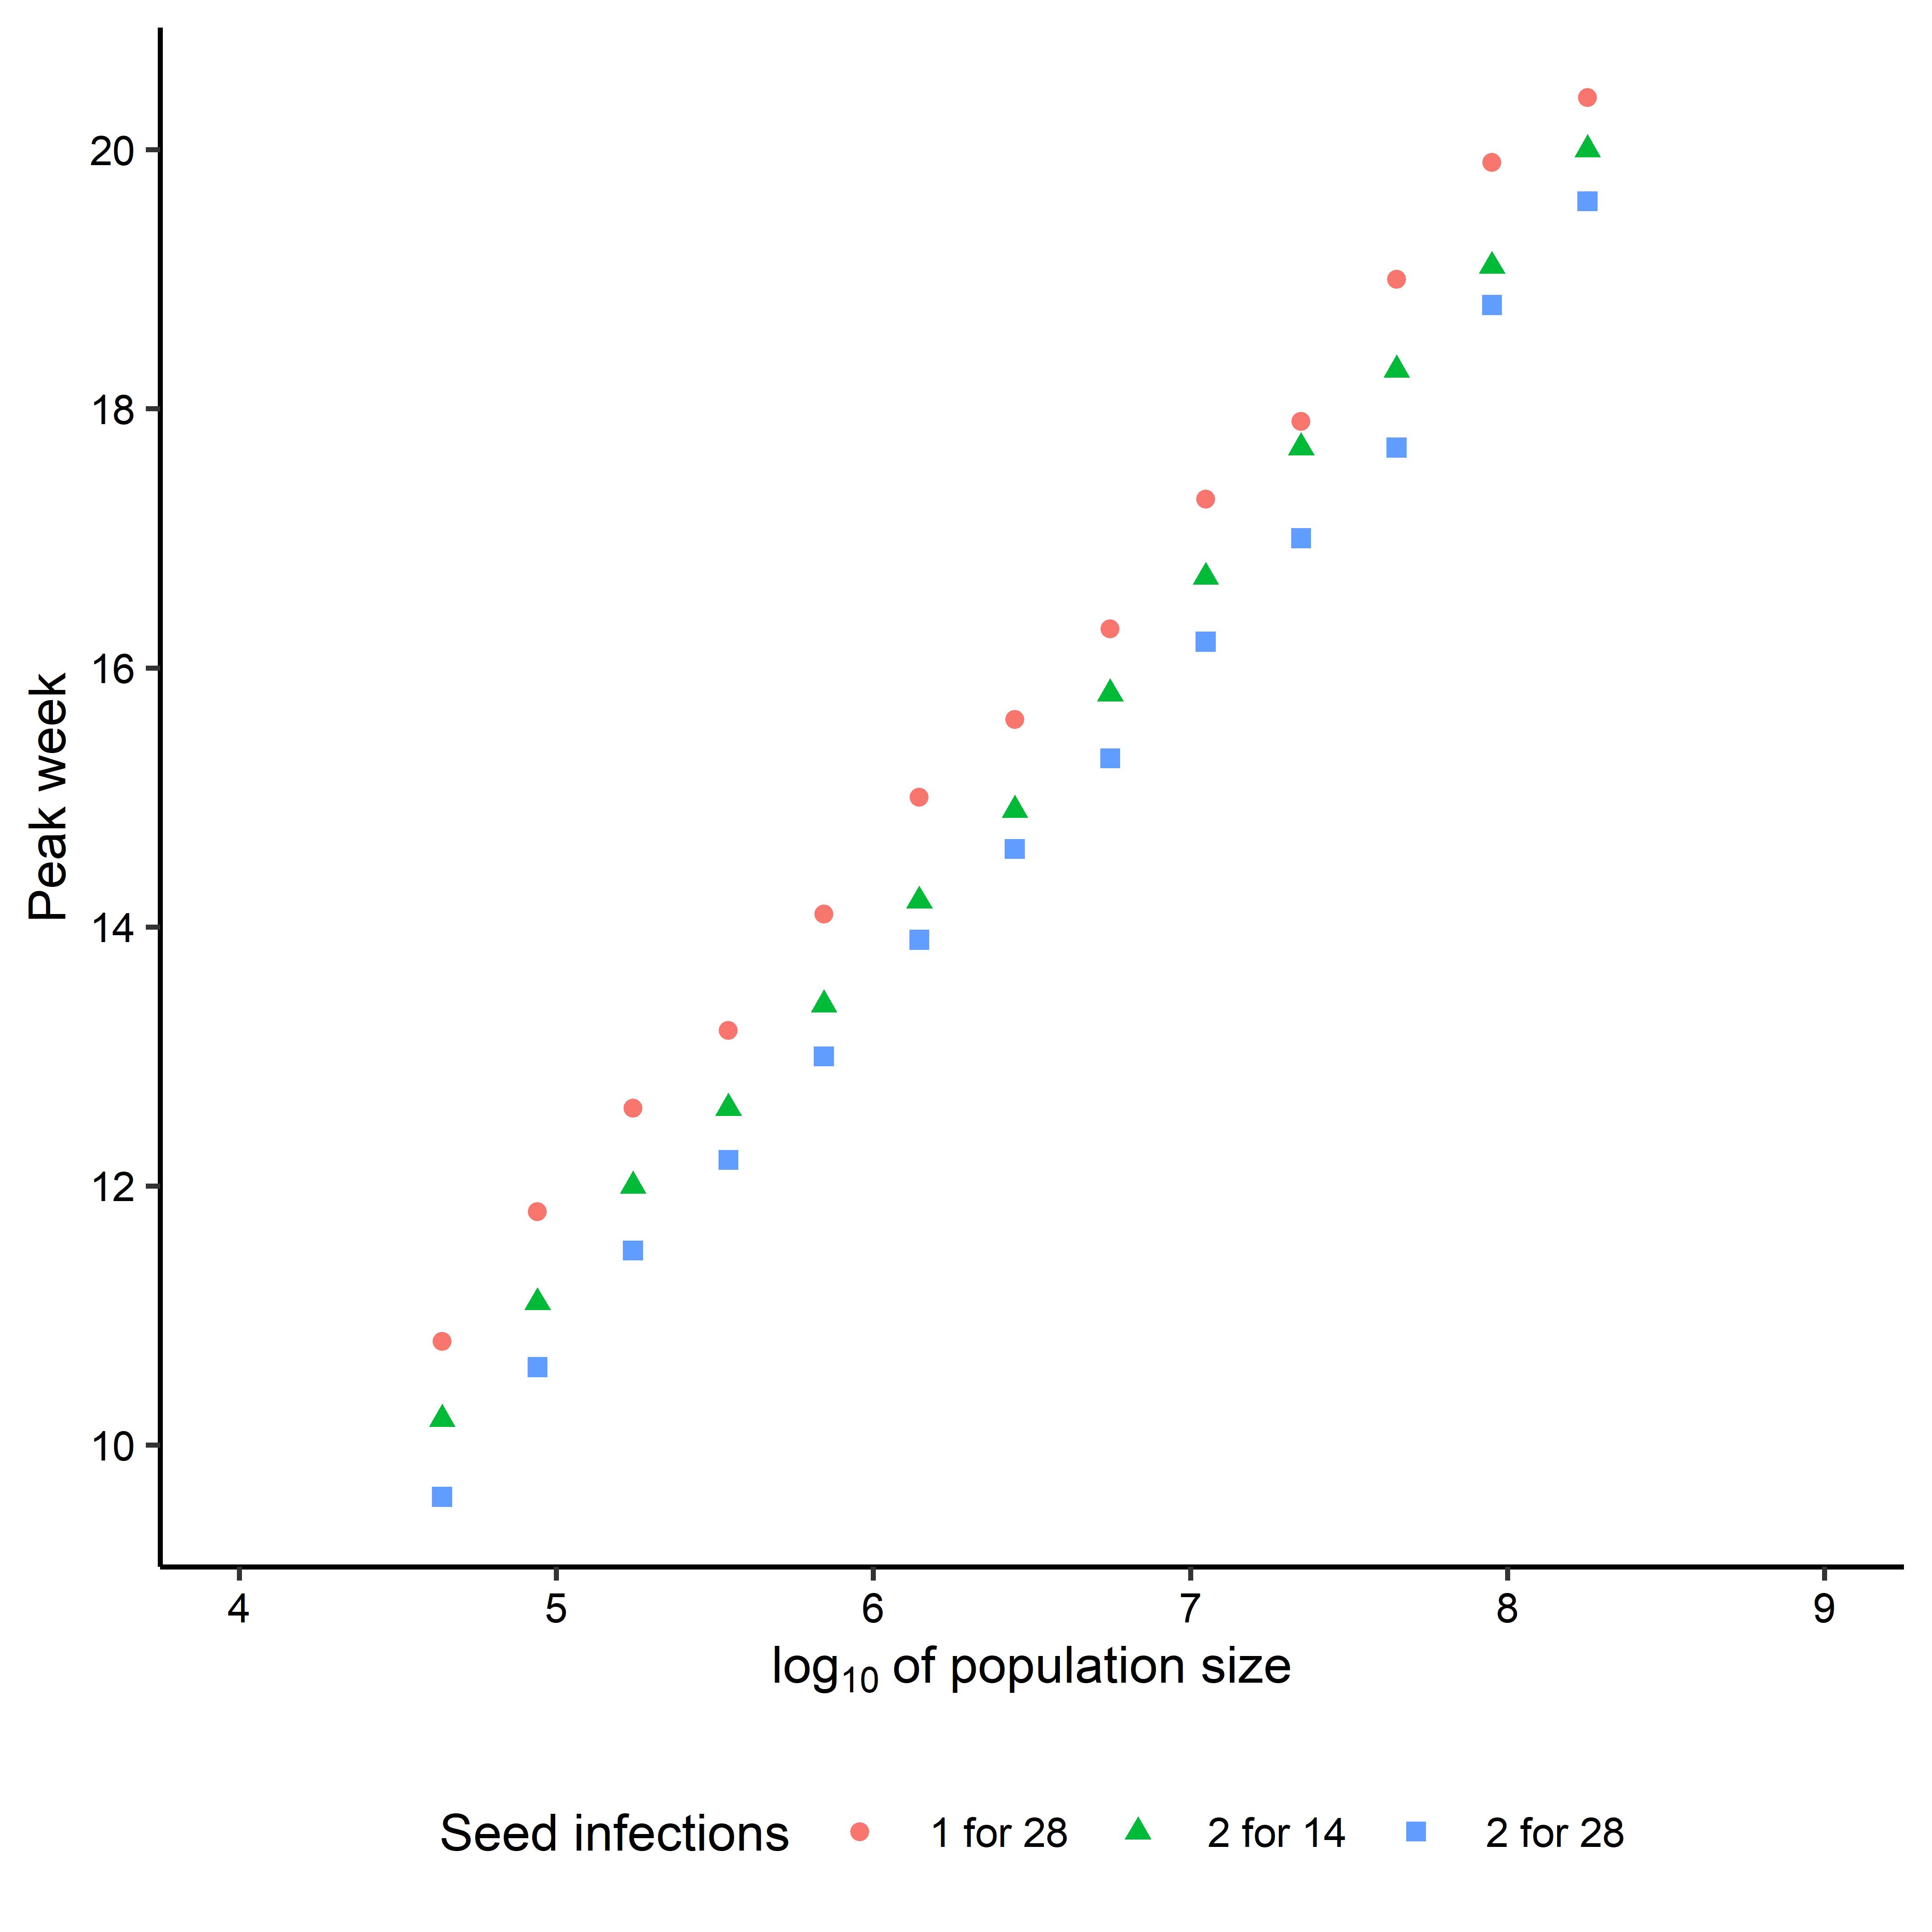 20
18
16
14
12
10
Peak week
4 5 6 7 8 9
log₁₀ of population size
Seed infections 1 for 28 2 for 14 2 for 28